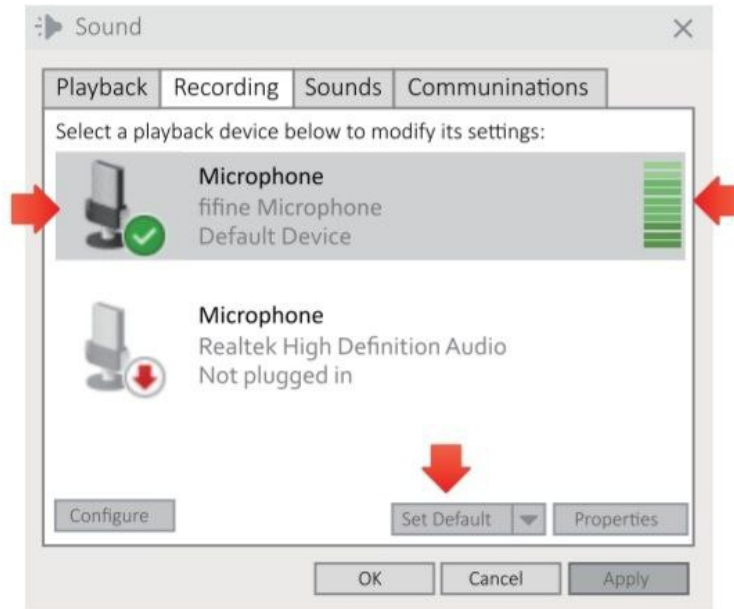 Sound
Playback Recording Sounds Communinations
Select a playback device below to modify its settings:
Microphone
fifine Microphone
Default Device
Microphone
Realtek High Definition Audio
Not plugged in
Configure Set Default Properties
OK Cancel Apply